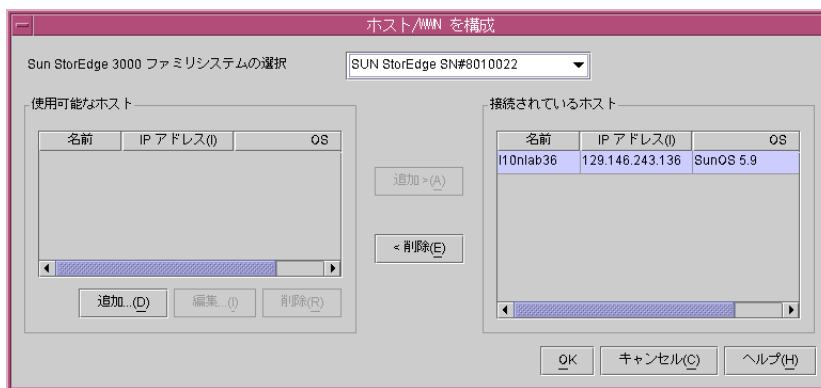 ホスト/WWN を構成
Sun StorEdge 3000 ファミリシステムの選択
SUN StorEdge SN#8010022
使用可能なホスト
名前 IP アドレス(I) OS
追加...(D) 編集...(I) 削除(R)
追加 >(A)
< 削除(E)
接続されているホスト
名前 IP アドレス(I) OS
l10nlab36 129.146.243.136 SunOS 5.9
OK キャンセル(C) ヘルプ(H)